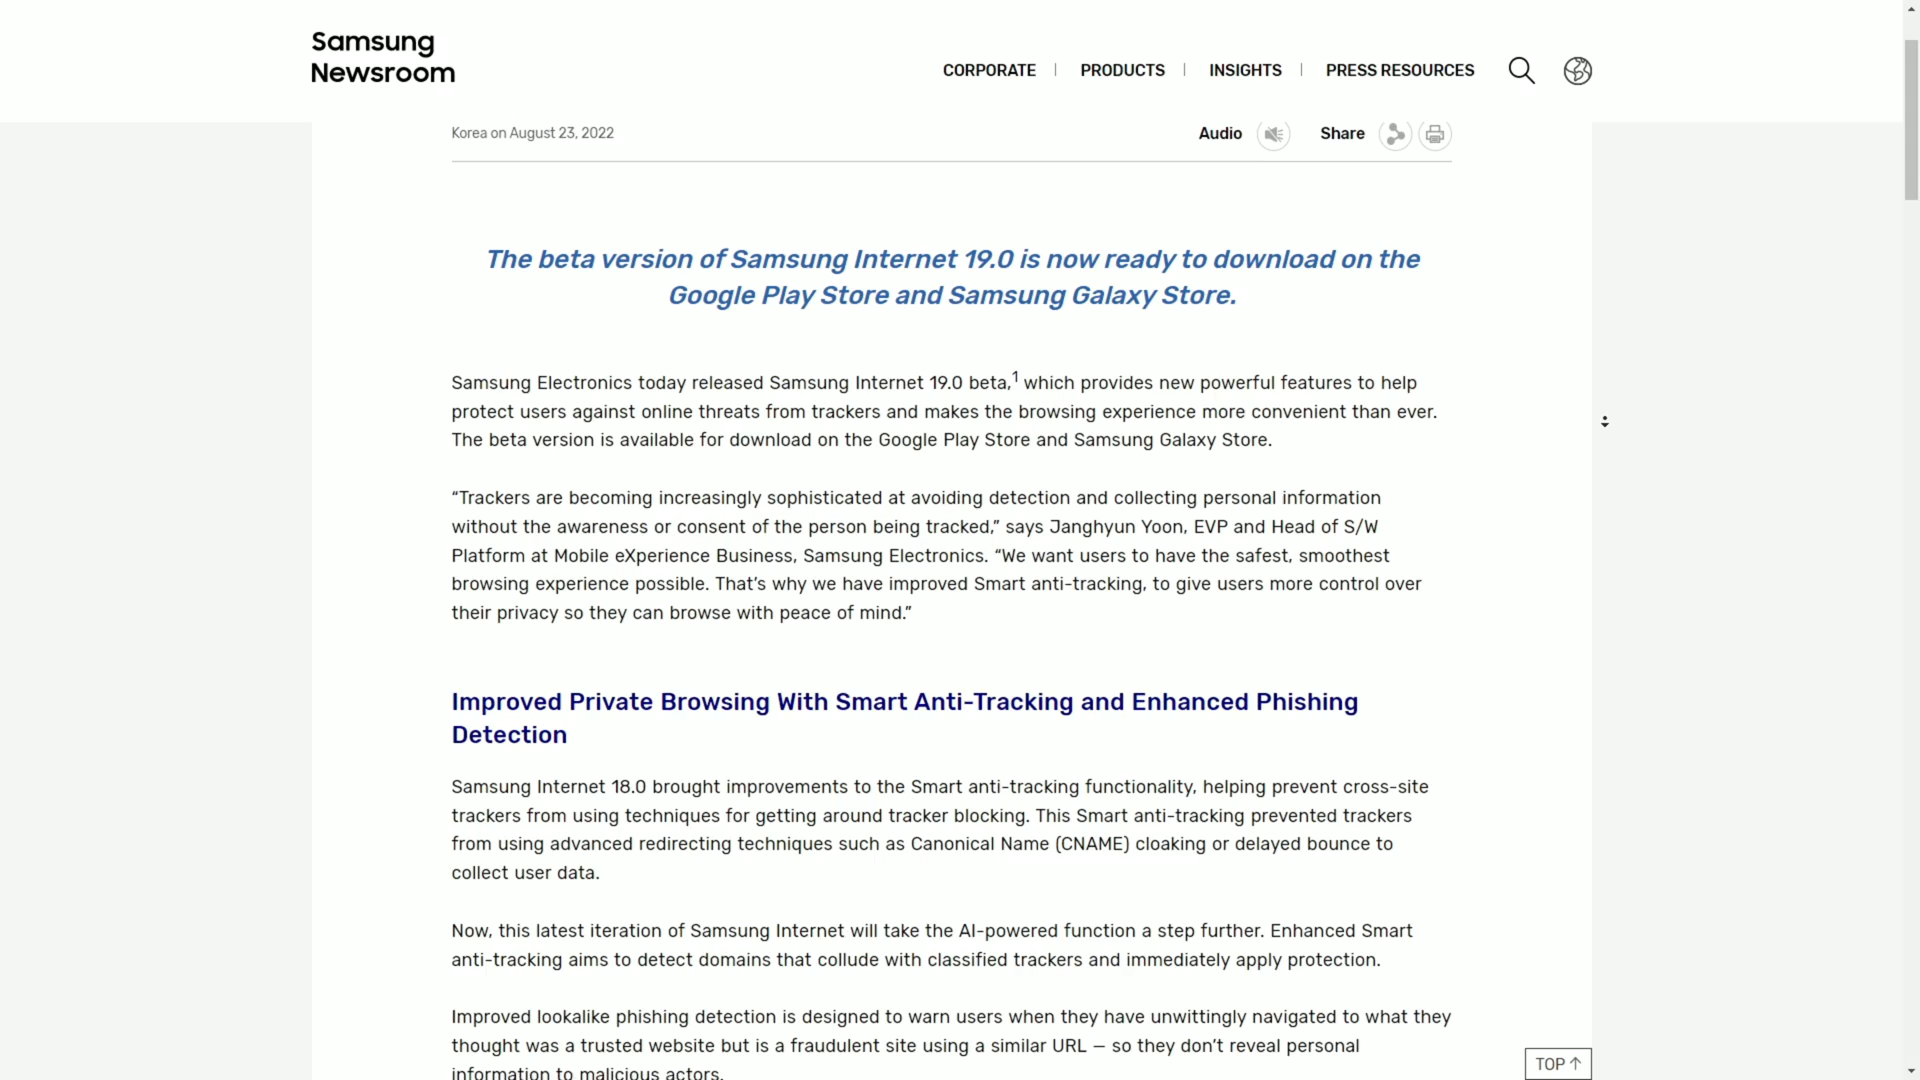 Samsung
Newsroom
CORPORATE
PRODUCTS
INSIGHTS
PRESS RESOURCES
Korea on August 23, 2022
Audio
Share
The beta version of Samsung Internet 19.0 is now ready to download on the
Google Play Store and Samsung Galaxy Store.
Samsung Electronics today released Samsung Internet 19.0 beta,1 which provides new powerful features to help
protect users against online threats from trackers and makes the browsing experience more convenient than ever.
The beta version is available for download on the Google Play Store and Samsung Galaxy Store.
“Trackers are becoming increasingly sophisticated at avoiding detection and collecting personal information
without the awareness or consent of the person being tracked,” says Janghyun Yoon, EVP and Head of S/W
Platform at Mobile eXperience Business, Samsung Electronics. “We want users to have the safest, smoothest
browsing experience possible. That’s why we have improved Smart anti-tracking, to give users more control over
their privacy so they can browse with peace of mind.”
Improved Private Browsing With Smart Anti-Tracking and Enhanced Phishing
Detection
Samsung Internet 18.0 brought improvements to the Smart anti-tracking functionality, helping prevent cross-site
trackers from using techniques for getting around tracker blocking. This Smart anti-tracking prevented trackers
from using advanced redirecting techniques such as Canonical Name (CNAME) cloaking or delayed bounce to
collect user data.
Now, this latest iteration of Samsung Internet will take the AI-powered function a step further. Enhanced Smart
anti-tracking aims to detect domains that collude with classified trackers and immediately apply protection.
Improved lookalike phishing detection is designed to warn users when they have unwittingly navigated to what they
thought was a trusted website but is a fraudulent site using a similar URL – so they don’t reveal personal
information to malicious actors.
TOP ↑